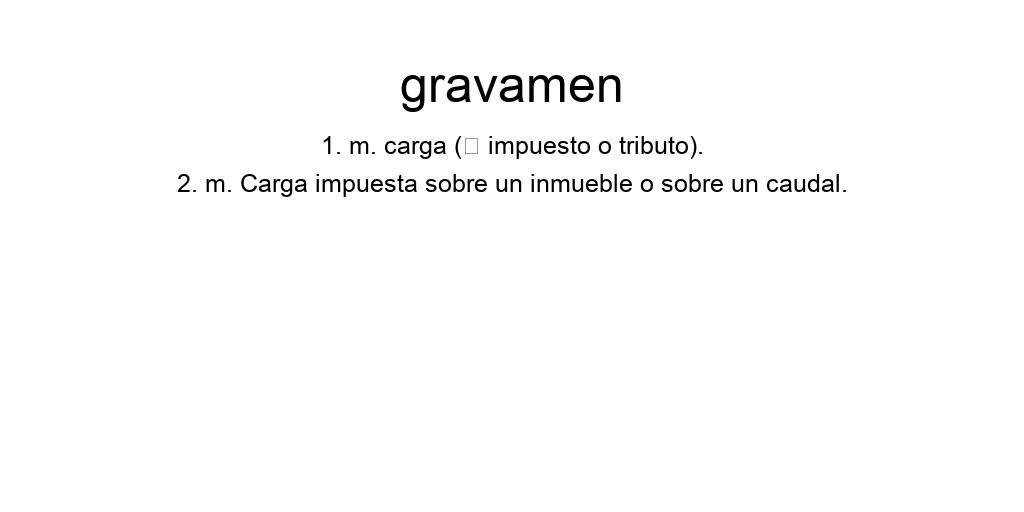 gravamen
1. m. carga (□ impuesto o tributo).
2. m. Carga impuesta sobre un inmueble o sobre un caudal.